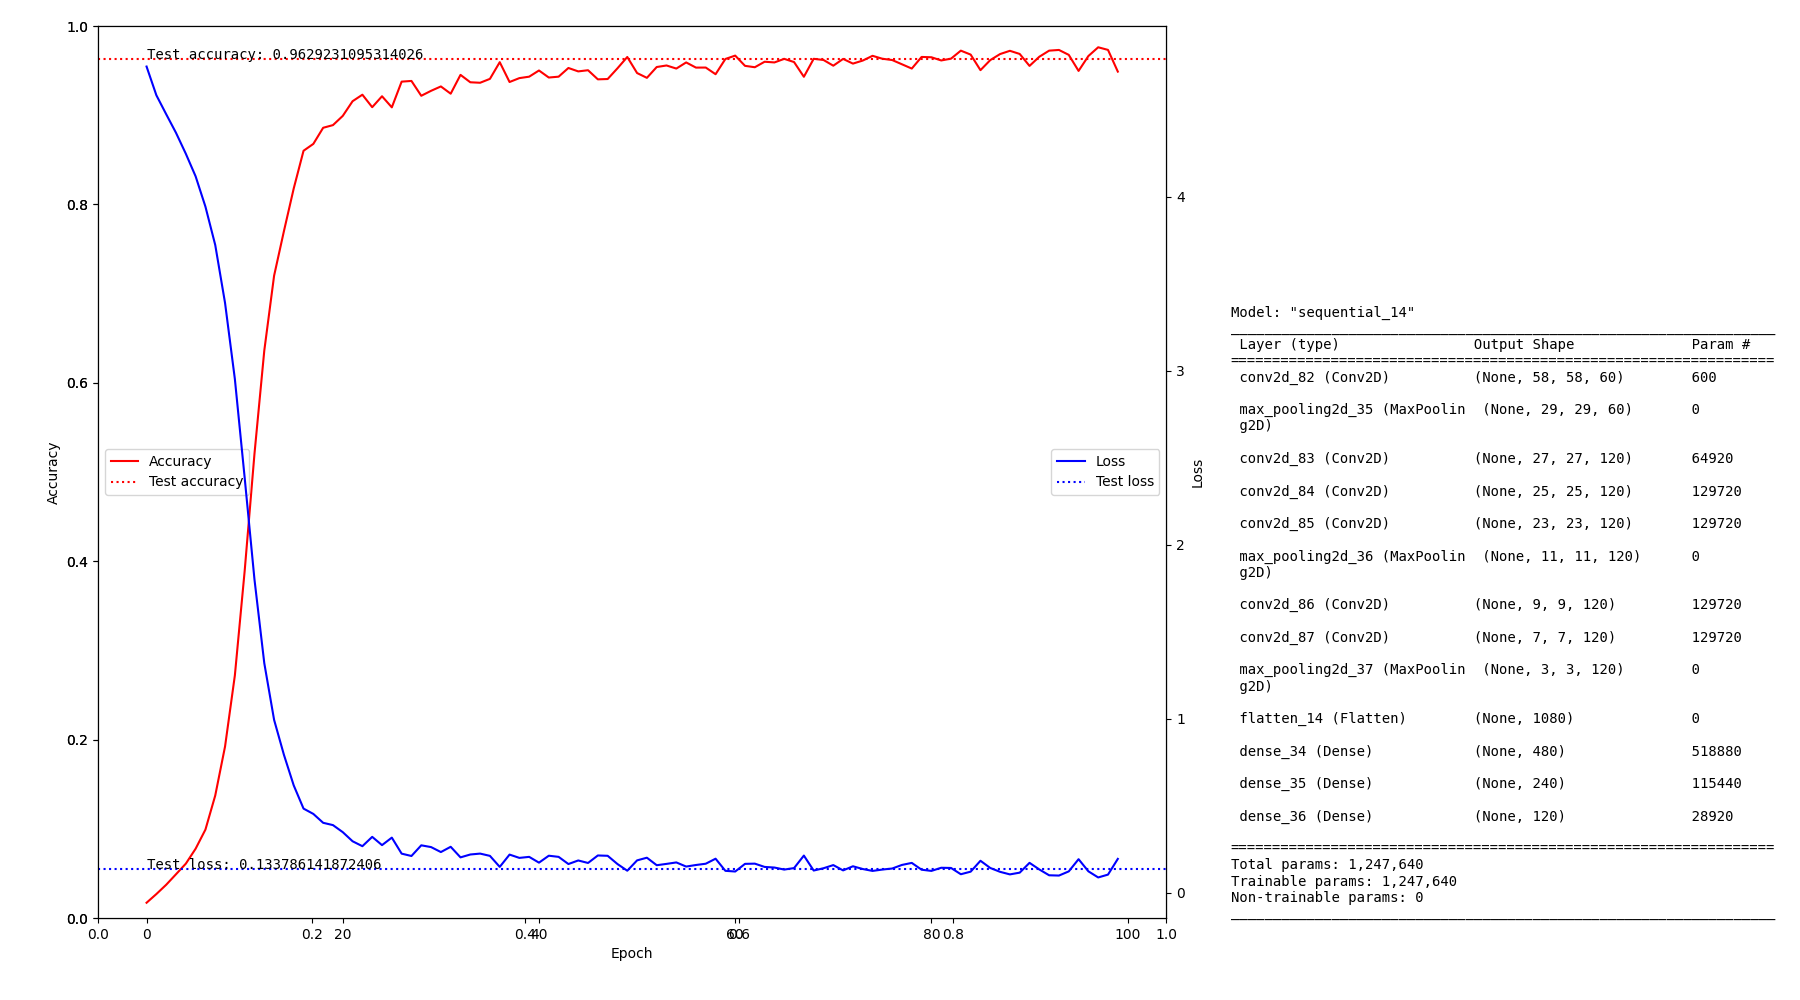 1.0
0.8
0.6
0.4
0.2
0.0
Accuracy
Test accuracy: 0.9629231095314026
Accuracy
Test accuracy
Test loss: 0.133786141872406
Loss
Test loss
4
3
2
1
0
Loss
0.0 0 0.2 20 0.4 40 60 0.6 80 0.8 100 1.0
Epoch
Model: "sequential_14"
Layer (type) Output Shape Param #
conv2d_82 (Conv2D) (None, 58, 58, 60) 600
max_pooling2d_35 (MaxPoolin (None, 29, 29, 60) 0
g2D)
conv2d_83 (Conv2D) (None, 27, 27, 120) 64920
conv2d_84 (Conv2D) (None, 25, 25, 120) 129720
conv2d_85 (Conv2D) (None, 23, 23, 120) 129720
max_pooling2d_36 (MaxPoolin (None, 11, 11, 120) 0
g2D)
conv2d_86 (Conv2D) (None, 9, 9, 120) 129720
conv2d_87 (Conv2D) (None, 7, 7, 120) 129720
max_pooling2d_37 (MaxPoolin (None, 3, 3, 120) 0
g2D)
flatten_14 (Flatten) (None, 1080) 0
dense_34 (Dense) (None, 480) 518880
dense_35 (Dense) (None, 240) 115440
dense_36 (Dense) (None, 120) 28920
Total params: 1,247,640
Trainable params: 1,247,640
Non-trainable params: 0